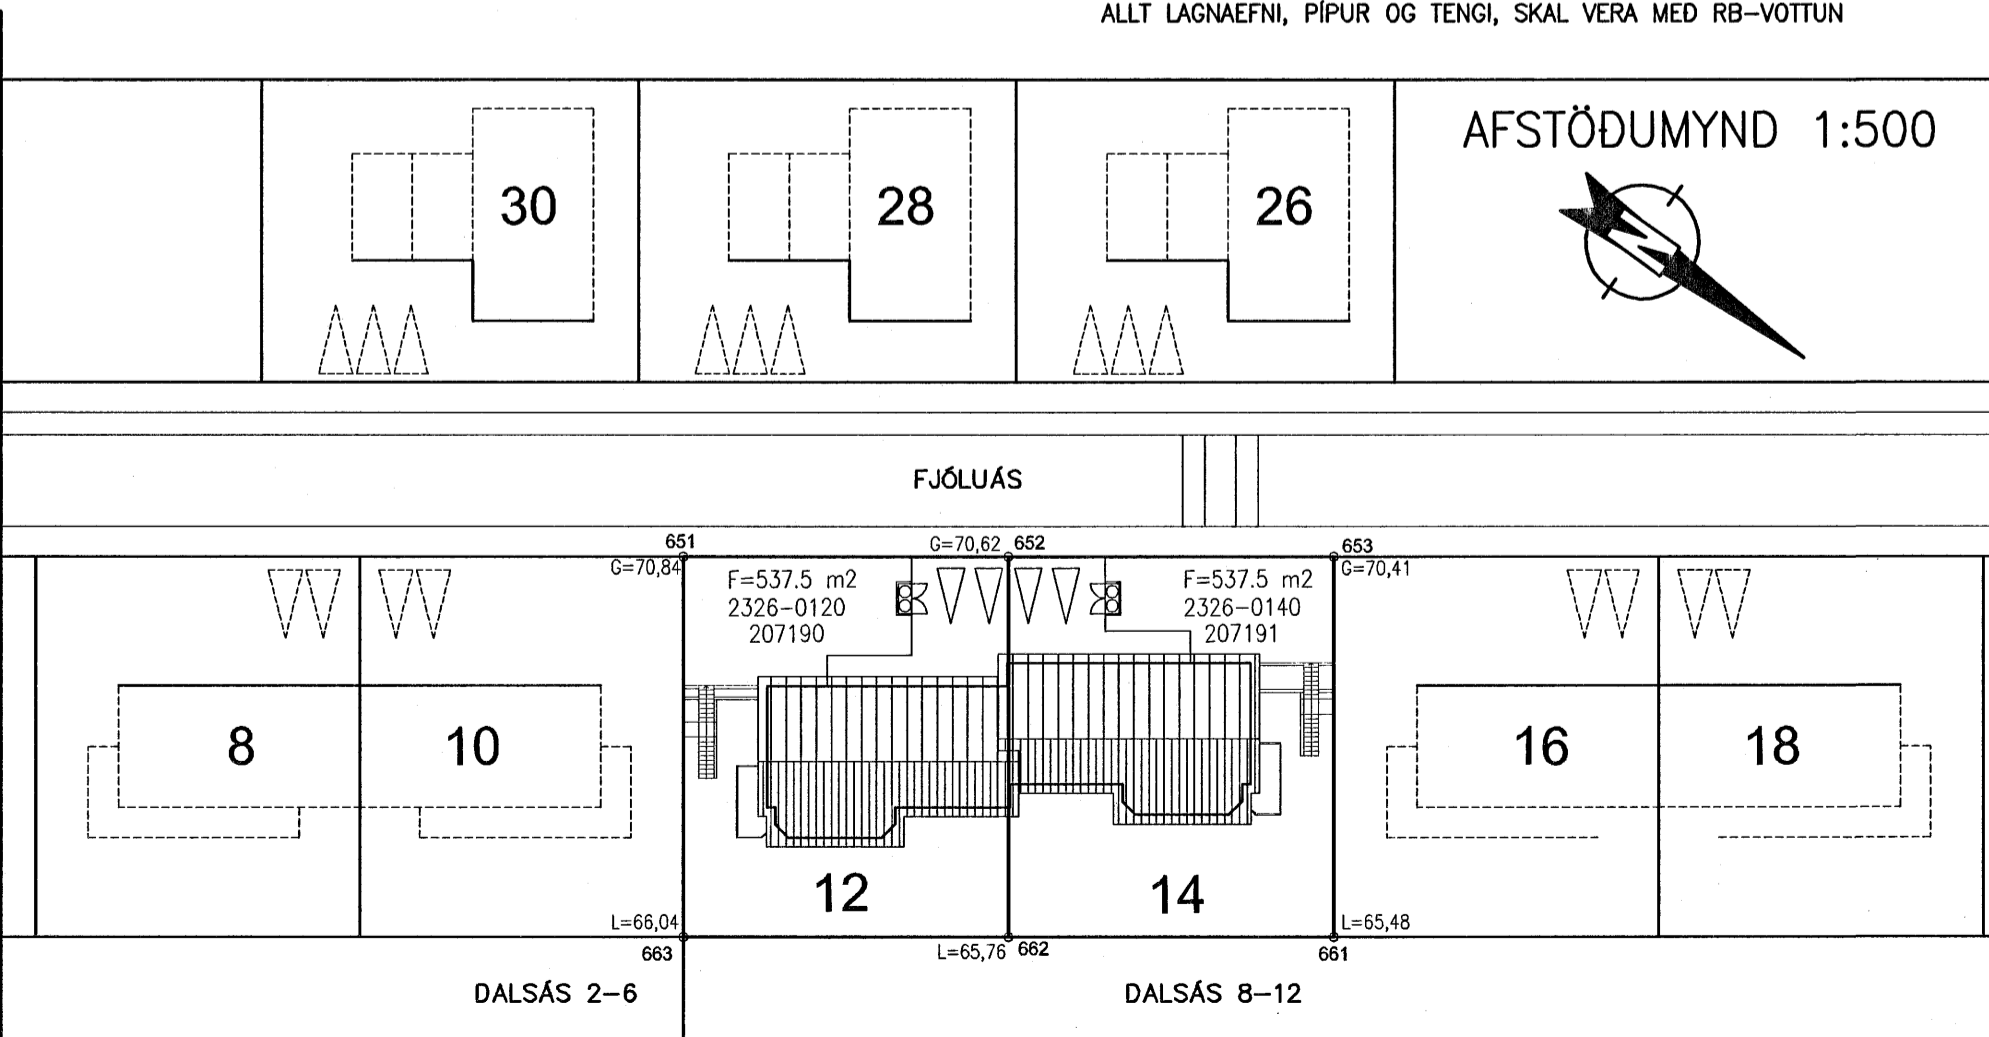 ALLT LAGNAEFNI, PÍPUR OG TENGI, SKAL VERA MEÐ RB-VOTTUN
AFSTÖÐUMYND 1:500
30
28
26
FJÓLUÁS
651
G=70,84
G=70,62
652
653
G=70,41
F=537.5 m2
2326-0120
207190
F=537.5 m2
2326-0140
207191
8
10
16
18
12
14
L=66,04
663
L=65,76
662
L=65,48
661
DALSÁS 2-6
DALSÁS 8-12